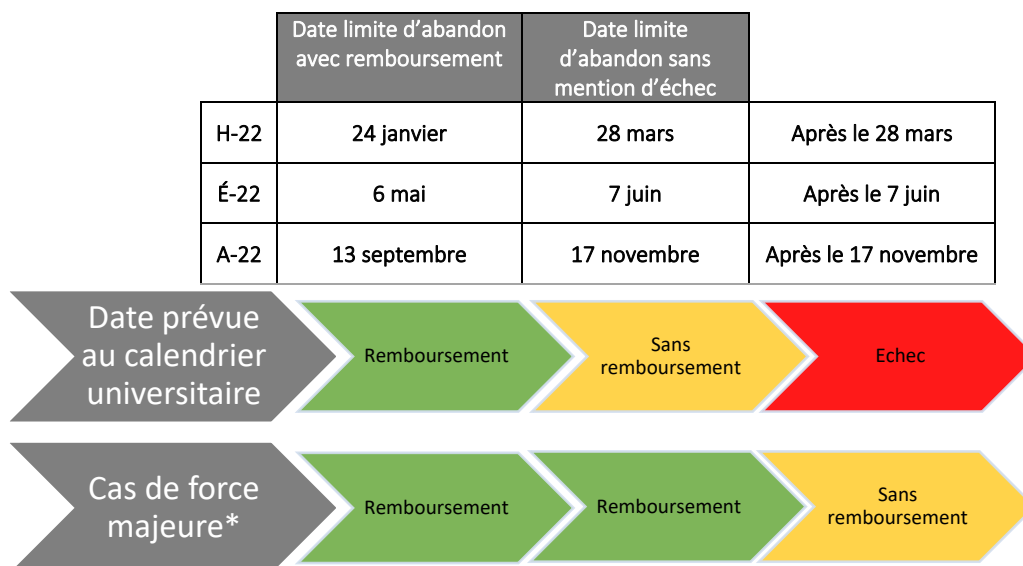 Date limite d'abandon
avec remboursement
Date limite
d'abandon sans
mention d'échec
H-22 24 janvier 28 mars Après le 28 mars
É-22 6 mai 7 juin Après le 7 juin
A-22 13 septembre 17 novembre Après le 17 novembre
Date prévue
au calendrier
universitaire
Remboursement
Sans
remboursement
Echec
Cas de force
majeure*
Remboursement
Remboursement
Sans
remboursement